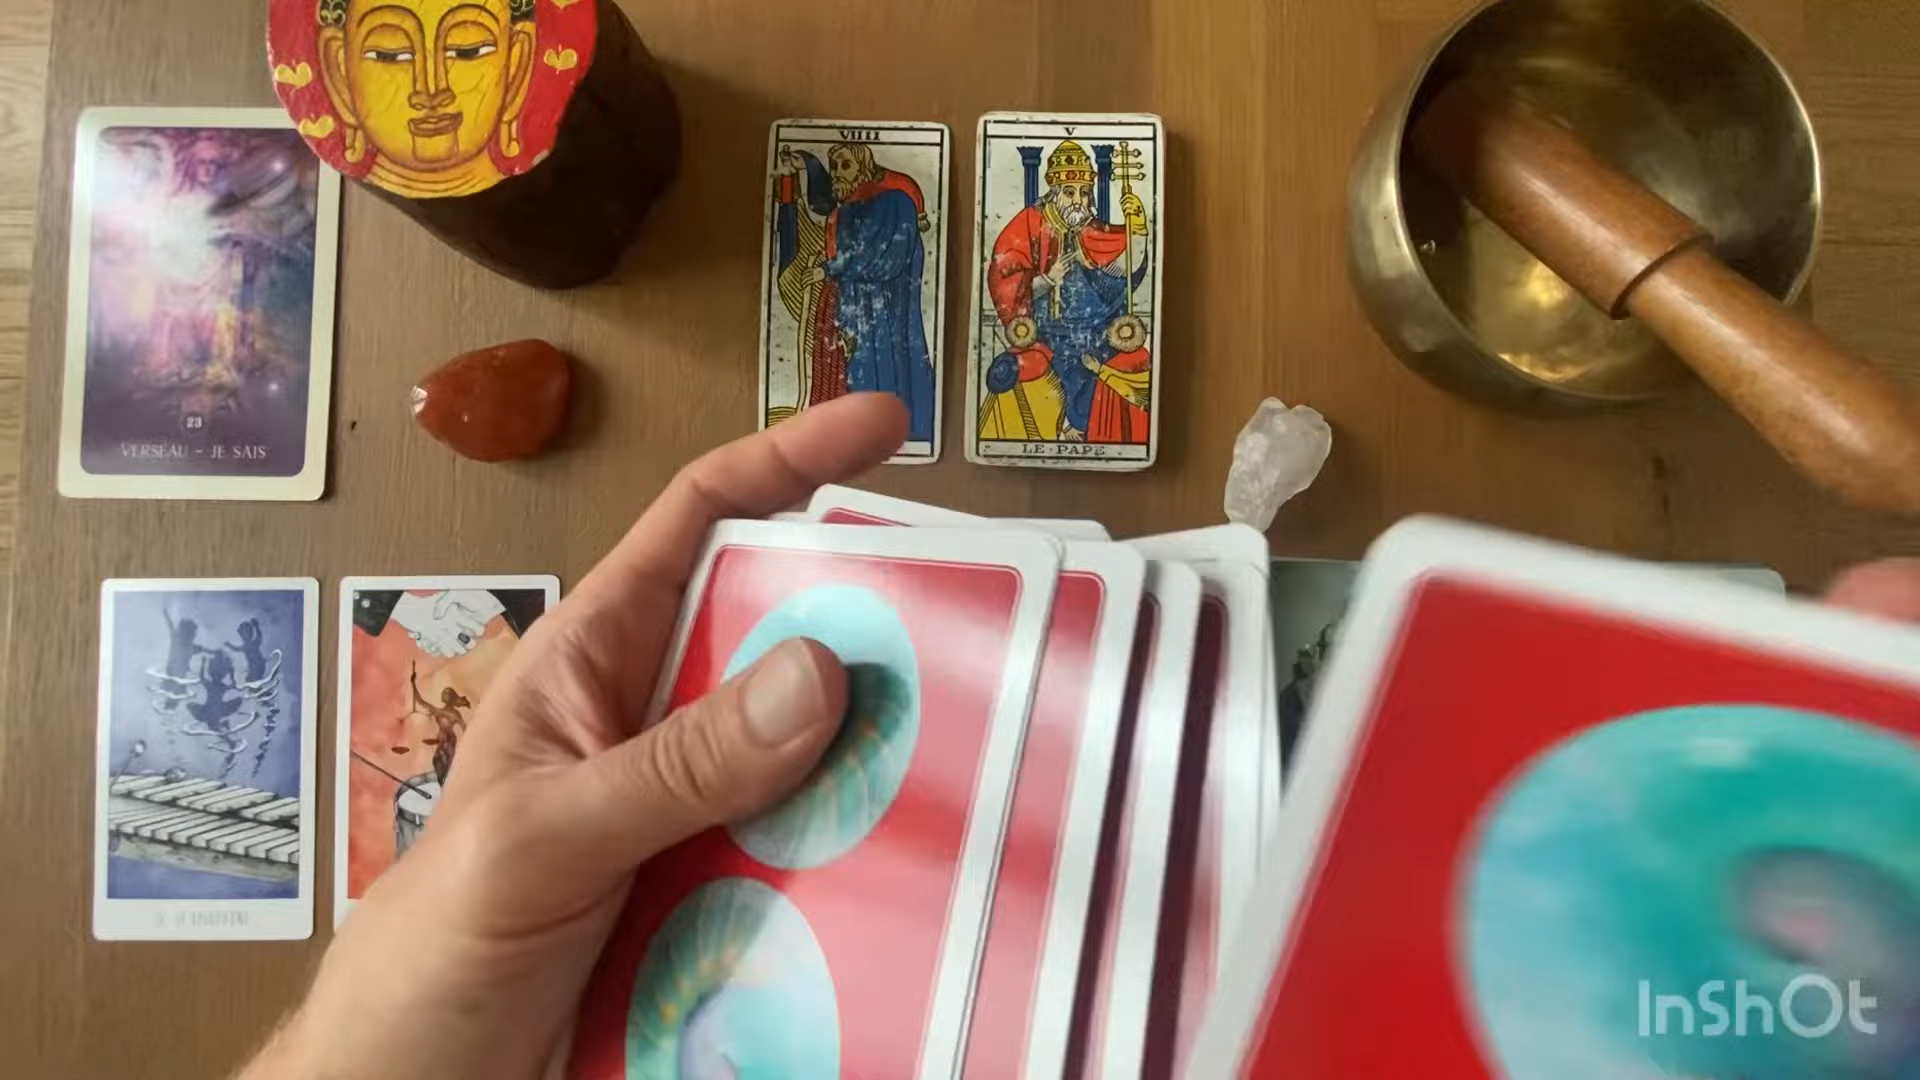 VIIII
V
LE·PAPE
23
VERSEAU – JE SAIS
InShOt